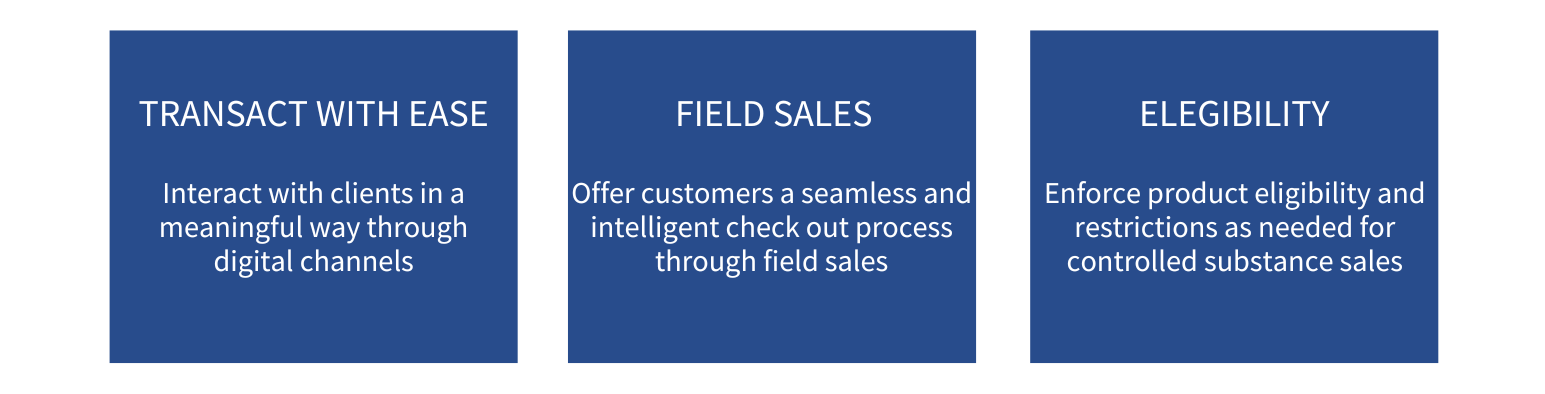 TRANSACT WITH EASE
Interact with clients in a
meaningful way through
digital channels
FIELD SALES
Offer customers a seamless and
intelligent check out process
through field sales
ELEGIBILITY
Enforce product eligibility and
restrictions as needed for
controlled substance sales